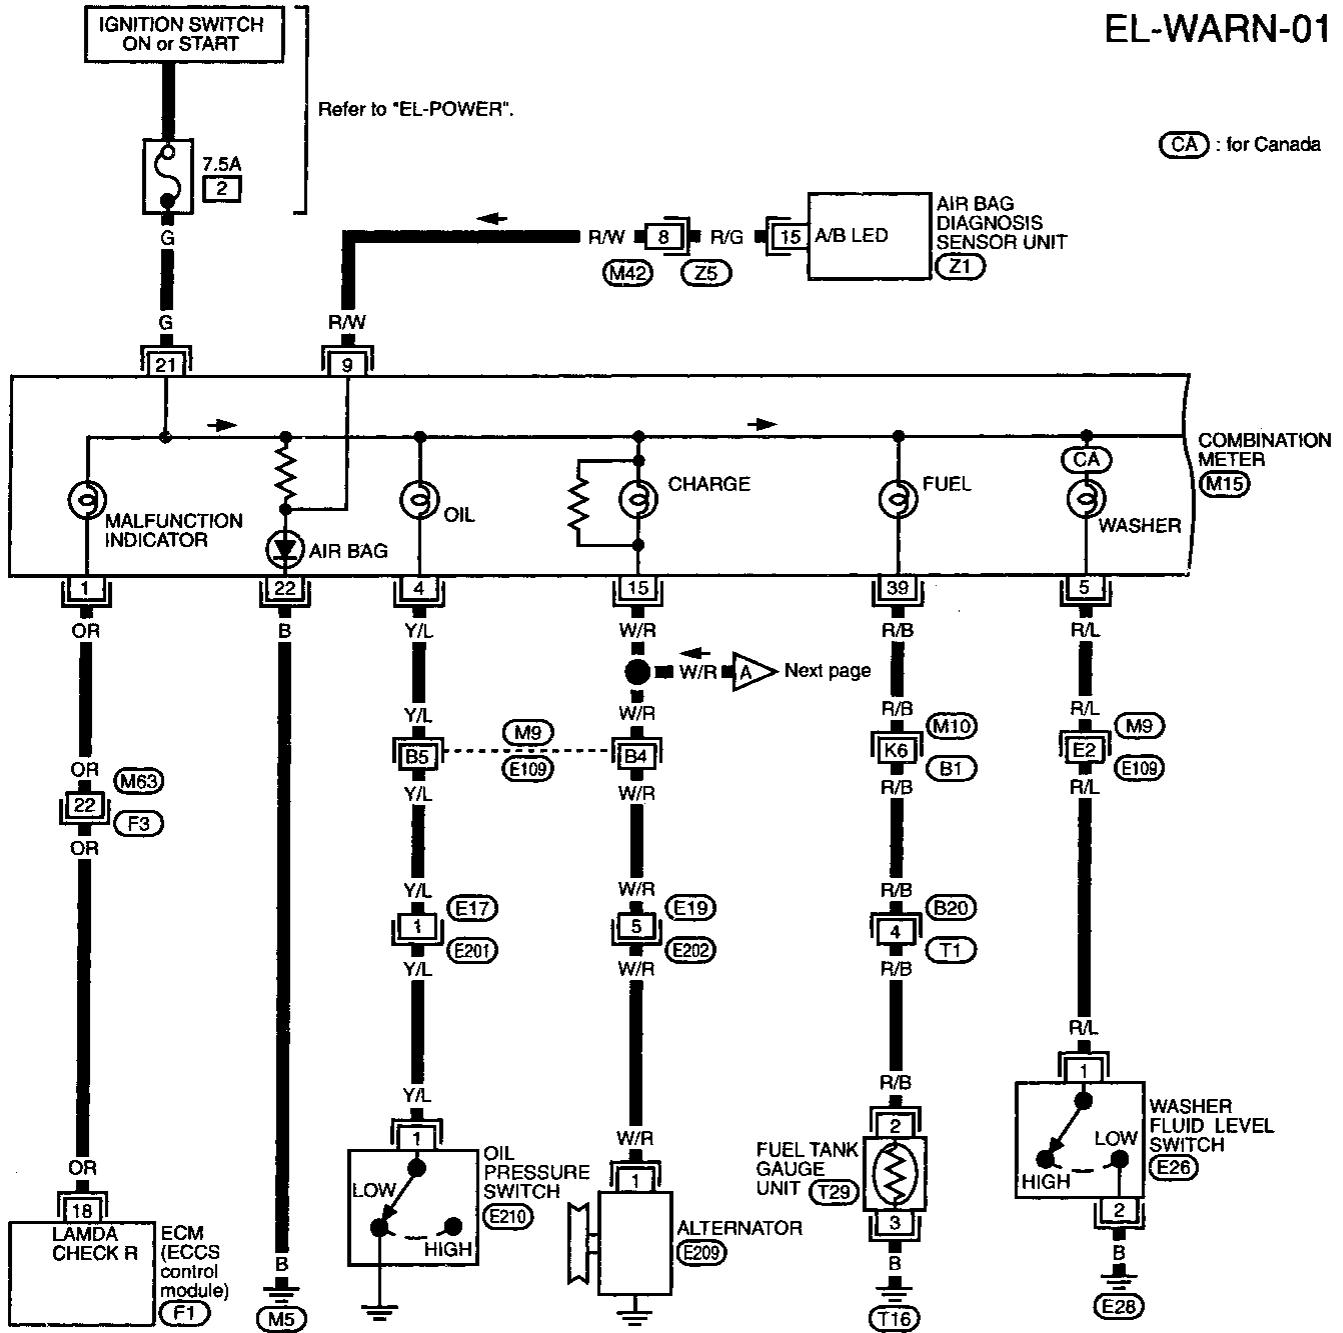 EL-WARN-01
IGNITION SWITCH
ON or START
Refer to "EL-POWER".
CA : for Canada
7.5A
2
G
AIR BAG
DIAGNOSIS
SENSOR UNIT
Z1
R/W 8 R/G 15 A/B LED
M42 Z5
G R/W
21 9
COMBINATION
METER
M15
CA
MALFUNCTION
INDICATOR
AIR BAG
OIL
CHARGE
FUEL
WASHER
1 22 4 15 39 5
OR B Y/L W/R R/B R/L
W/R A Next page
Y/L W/R R/B R/L
M9 M10 M9
B5 B4 K6 E2
E109 B1 E109
Y/L W/R R/B R/L
OR
M63
22
F3
OR
Y/L W/R R/B
E17 E19 B20
1 5 4
E201 E202 T1
Y/L W/R R/B
R/L
1
R/B
Y/L
2
W/R
WASHER
FLUID LEVEL
SWITCH
E26
LOW
HIGH
2
B
E28
FUEL TANK
GAUGE
UNIT T29
3
B
T16
1
ALTERNATOR
E209
1
OIL
PRESSURE
SWITCH
E210
LOW
HIGH
B
M5
OR
18
LAMDA
CHECK R
ECM
(ECCS
control
module)
F1